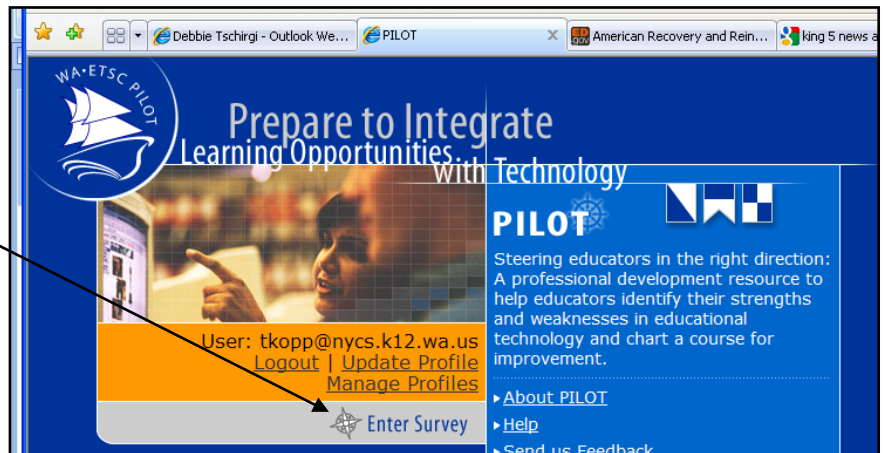 Debbie Tschirgi - Outlook We...
PILOT
American Recovery and Rein...
king 5 news a
WA·ETSC PILOT
Prepare to Integrate
Learning Opportunities
with Technology
User: tkopp@nycs.k12.wa.us
Logout | Update Profile
Manage Profiles
Enter Survey
PILOT
Steering educators in the right direction:
A professional development resource to
help educators identify their strengths
and weaknesses in educational
technology and chart a course for
improvement.
About PILOT
Help
Send us Feedback